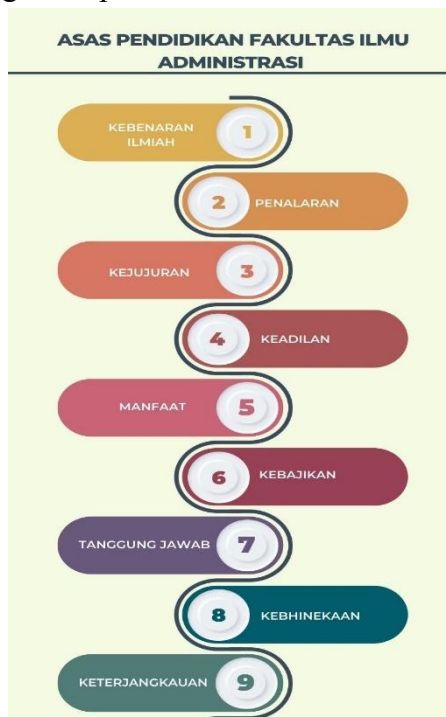 ASAS PENDIDIKAN FAKULTAS ILMU
ADMINISTRASI
KEBENARAN
ILMIAH
1
2
PENALARAN
KEJUJURAN
3
4
KEADILAN
MANFAAT
5
6
KEBAJIKAN
TANGGUNG JAWAB
7
8
KEBHINEKAAN
KETERJANGKAUAN
9